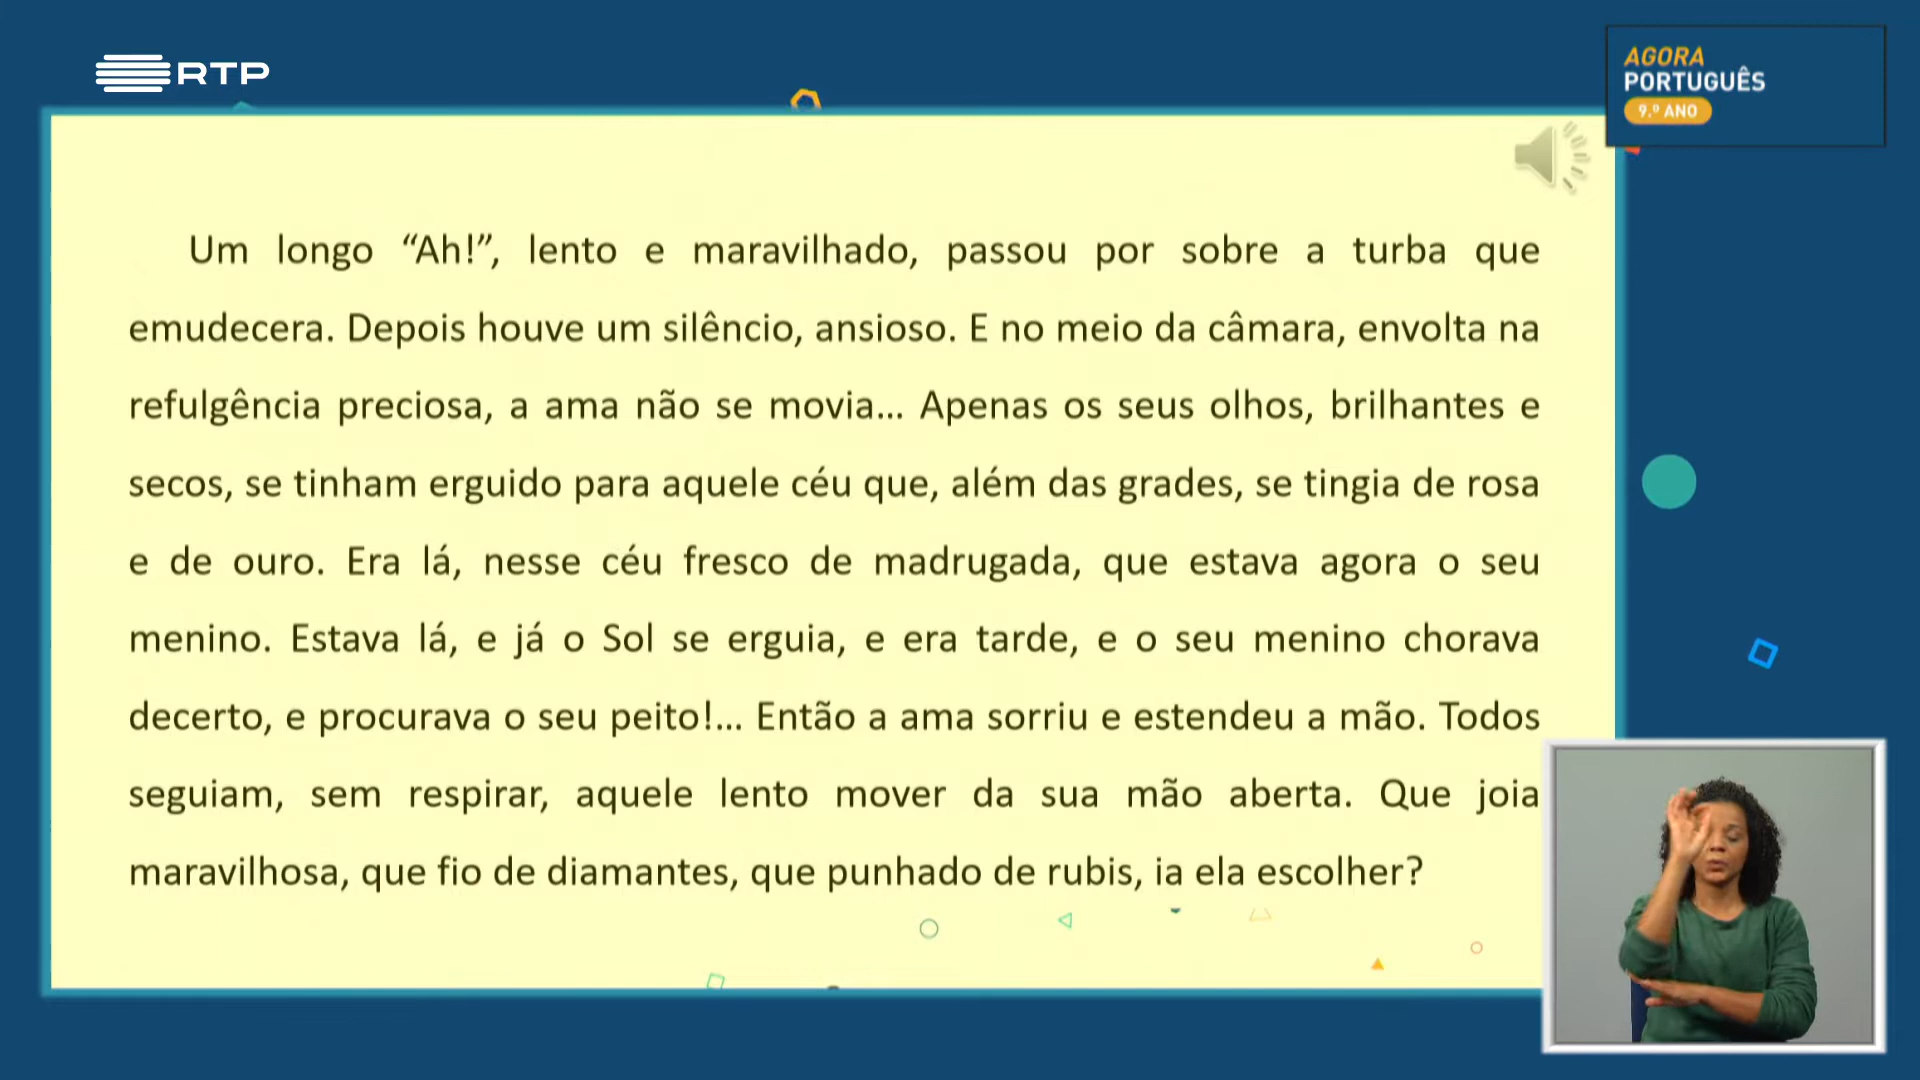 RTP
AGORA
PORTUGUÊS
9.º ANO
Um longo “Ah!”, lento e maravilhado, passou por sobre a turba que
emudecera. Depois houve um silêncio, ansioso. E no meio da câmara, envolta na
refulgência preciosa, a ama não se movia... Apenas os seus olhos, brilhantes e
secos, se tinham erguido para aquele céu que, além das grades, se tingia de rosa
e de ouro. Era lá, nesse céu fresco de madrugada, que estava agora o seu
menino. Estava lá, e já o Sol se erguia, e era tarde, e o seu menino chorava
decerto, e procurava o seu peito!... Então a ama sorriu e estendeu a mão. Todos
seguiam, sem respirar, aquele lento mover da sua mão aberta. Que joia
maravilhosa, que fio de diamantes, que punhado de rubis, ia ela escolher?